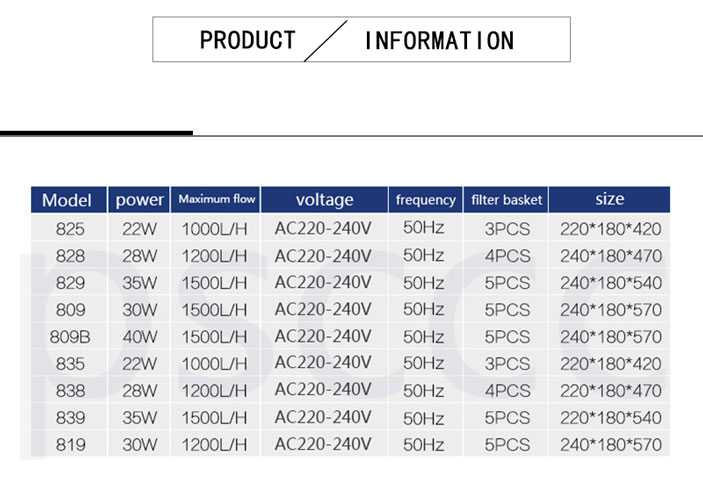 PRODUCT INFORMATION
Model power Maximum flow voltage frequency filter basket size
825 22W 1000L/H AC220-240V 50Hz 3PCS 220*180*420
828 28W 1200L/H AC220-240V 50Hz 4PCS 240*180*470
829 35W 1500L/H AC220-240V 50Hz 5PCS 240*180*540
809 30W 1500L/H AC220-240V 50Hz 5PCS 240*180*570
809B 40W 1500L/H AC220-240V 50Hz 5PCS 240*180*570
835 22W 1000L/H AC220-240V 50Hz 3PCS 220*180*420
838 28W 1200L/H AC220-240V 50Hz 4PCS 220*180*470
839 35W 1500L/H AC220-240V 50Hz 5PCS 220*180*540
819 30W 1200L/H AC220-240V 50Hz 5PCS 240*180*570
psccc